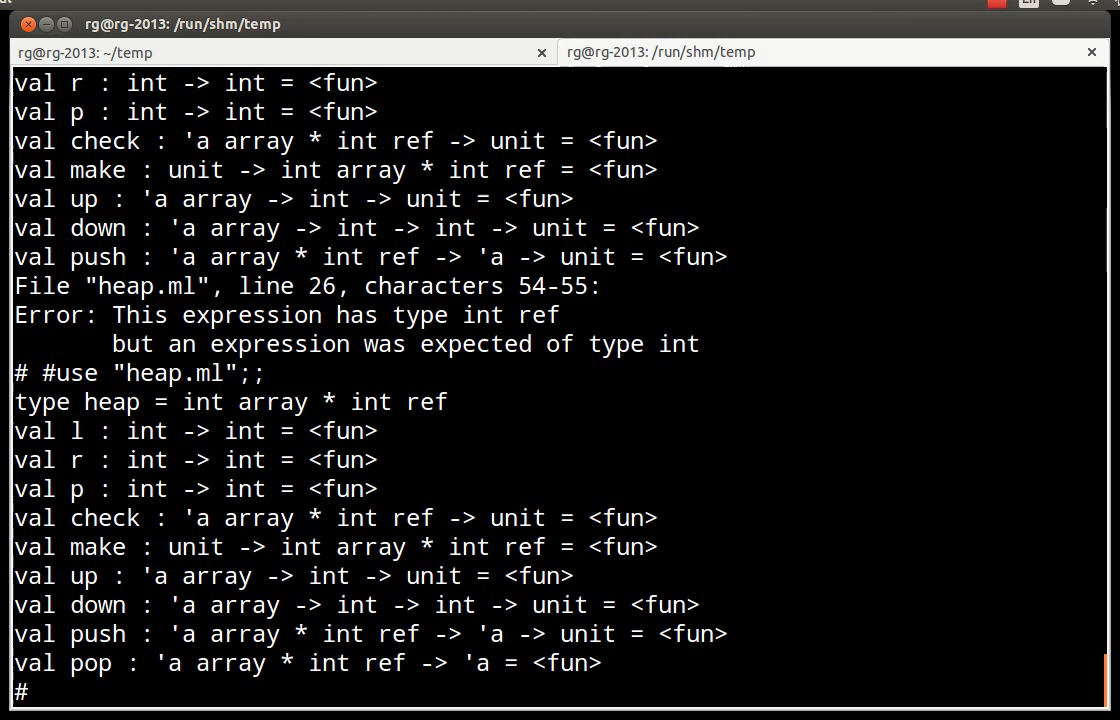 rg@rg-2013: /run/shm/temp
rg@rg-2013: ~/temp
rg@rg-2013: /run/shm/temp
val r : int -> int = <fun>
val p : int -> int = <fun>
val check : 'a array * int ref -> unit = <fun>
val make : unit -> int array * int ref = <fun>
val up : 'a array -> int -> unit = <fun>
val down : 'a array -> int -> int -> unit = <fun>
val push : 'a array * int ref -> 'a -> unit = <fun>
File "heap.ml", line 26, characters 54-55:
Error: This expression has type int ref
       but an expression was expected of type int
# #use "heap.ml";;
type heap = int array * int ref
val l : int -> int = <fun>
val r : int -> int = <fun>
val p : int -> int = <fun>
val check : 'a array * int ref -> unit = <fun>
val make : unit -> int array * int ref = <fun>
val up : 'a array -> int -> unit = <fun>
val down : 'a array -> int -> int -> unit = <fun>
val push : 'a array * int ref -> 'a -> unit = <fun>
val pop : 'a array * int ref -> 'a = <fun>
#